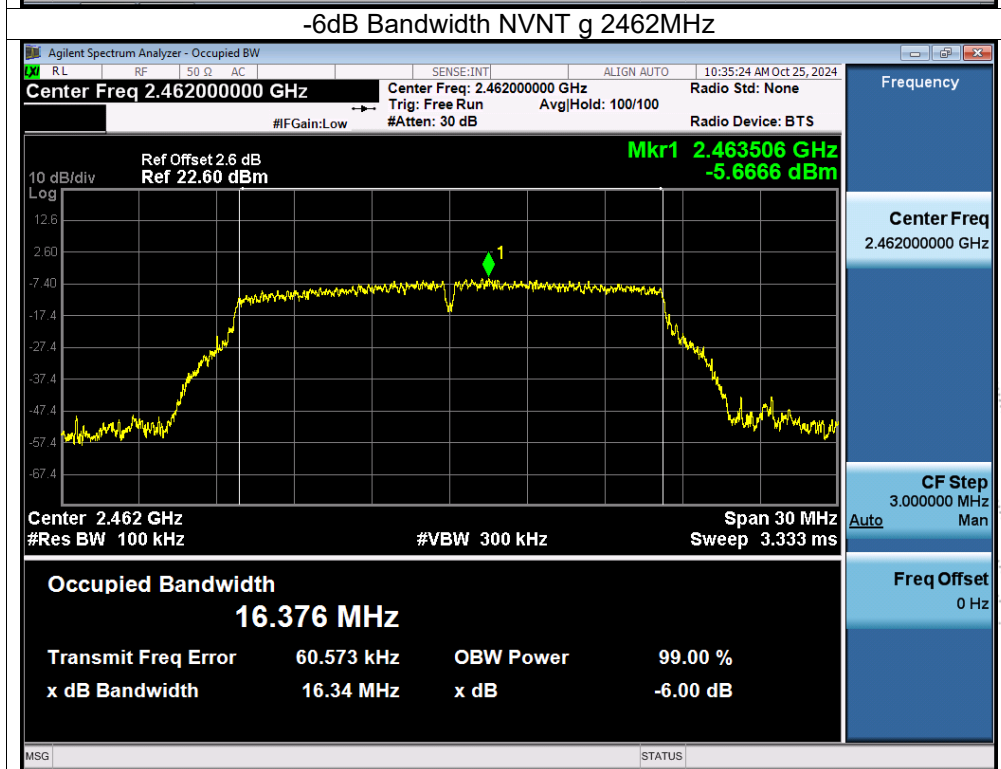 -6dB Bandwidth NVNT g 2462MHz
Agilent Spectrum Analyzer - Occupied BW
LXI RL RF 50 Ω AC SENSE:INT ALIGN AUTO 10:35:24 AM Oct 25, 2024
Center Freq 2.462000000 GHz
Center Freq: 2.462000000 GHz Radio Std: None
Trig: Free Run Avg|Hold: 100/100
#IFGain:Low #Atten: 30 dB Radio Device: BTS
Frequency
Mkr1 2.463506 GHz
-5.6666 dBm
Ref Offset 2.6 dB
10 dB/div Ref 22.60 dBm
Log
12.6
2.60
-7.40
-17.4
-27.4
-37.4
-47.4
-57.4
-67.4
1
Center 2.462 GHz Span 30 MHz
#Res BW 100 kHz #VBW 300 kHz Sweep 3.333 ms
Center Freq
2.462000000 GHz
CF Step
3.000000 MHz
Auto Man
Freq Offset
0 Hz
Occupied Bandwidth
16.376 MHz
Transmit Freq Error 60.573 kHz OBW Power 99.00 %
x dB Bandwidth 16.34 MHz x dB -6.00 dB
MSG STATUS